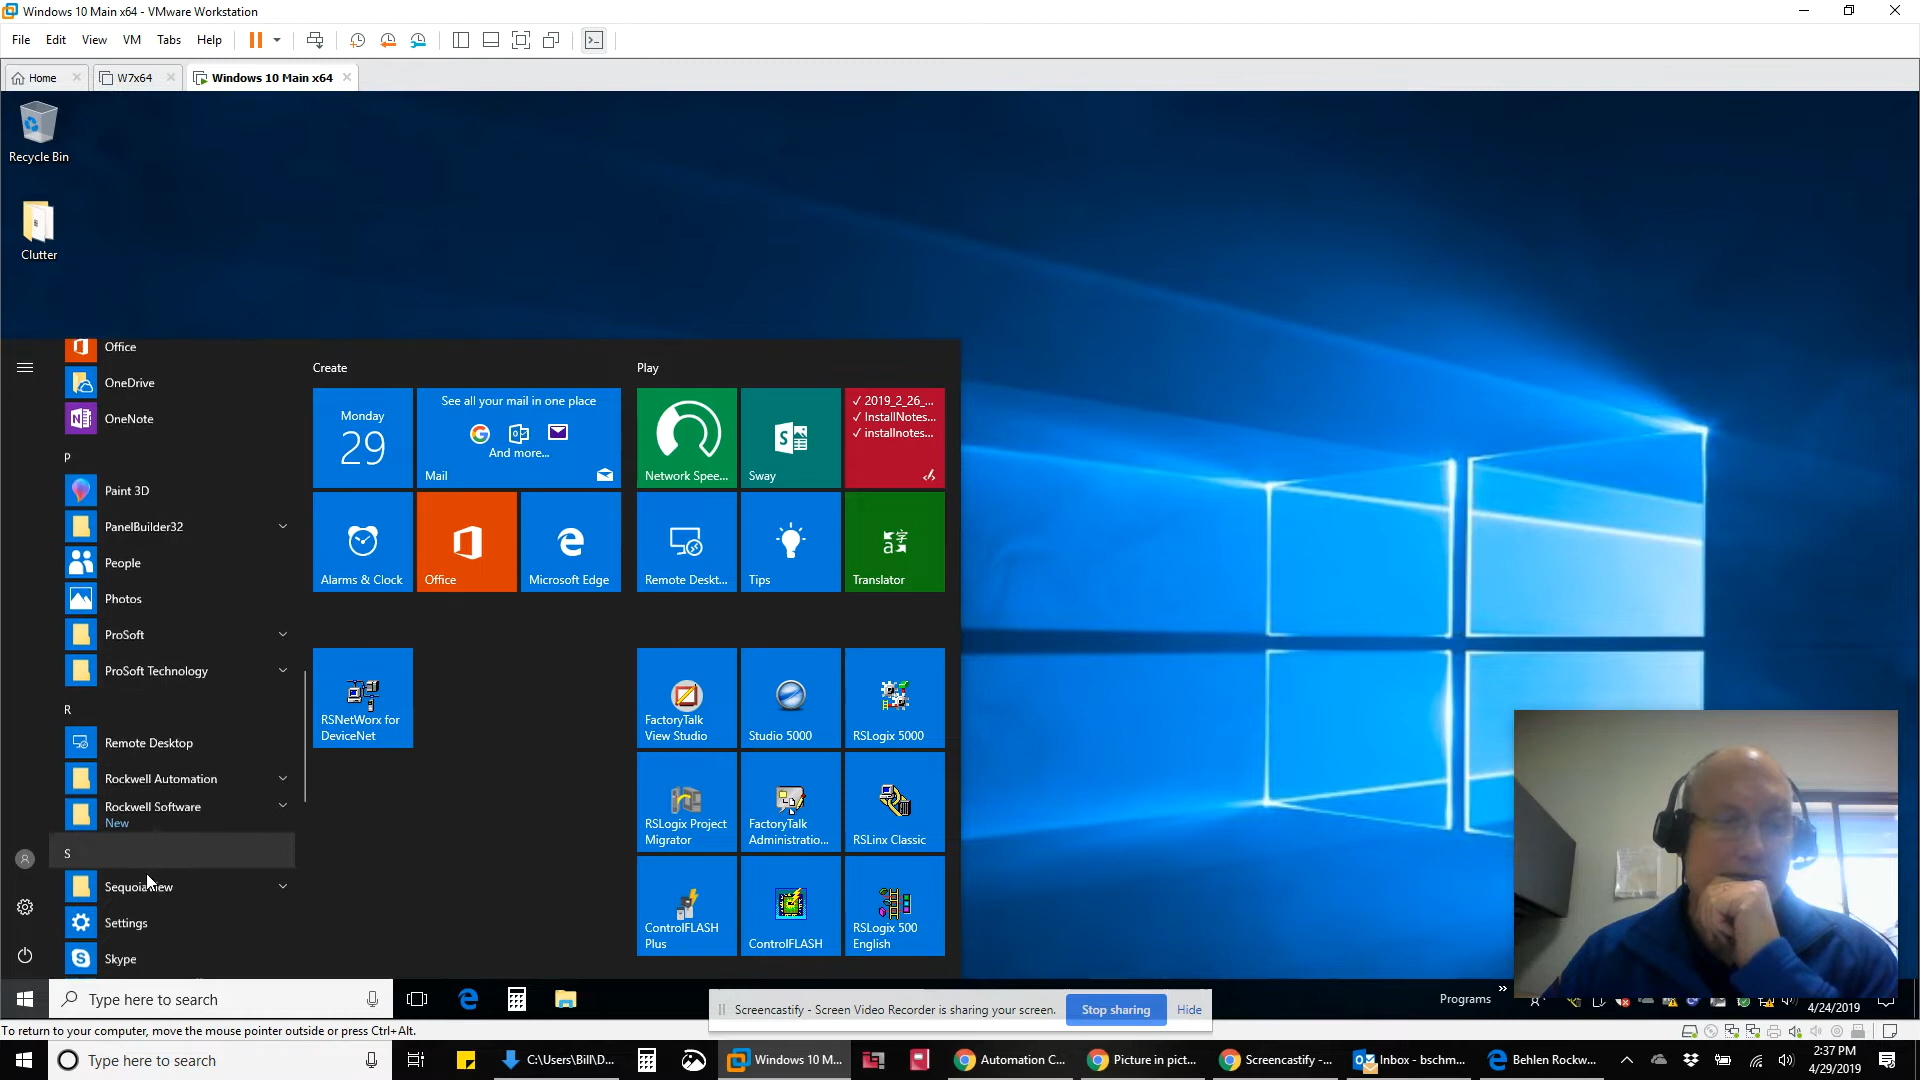 Windows 10 Main x64 - VMware Workstation
File Edit View VM Tabs Help
Home W7x64 Windows 10 Main x64
Recycle Bin
Clutter
Office
OneDrive
OneNote
P
Paint 3D
PanelBuilder32
People
Photos
ProSoft
ProSoft Technology
R
Remote Desktop
Rockwell Automation
Rockwell Software
New
S
Settings
Skype
Create
Monday
29
See all your mail in one place
And more...
Mail
Alarms & Clock
Office
Microsoft Edge
RSNetWorx for
DeviceNet
Play
Network Spee...
Sway
2019_2_26_...
InstallNotes...
installnotes...
Remote Deskt...
Tips
Translator
FactoryTalk
View Studio
Studio 5000
RSLogix 5000
RSLogix Project
Migrator
FactoryTalk
Administratio...
RSLinx Classic
ControlFLASH
Plus
ControlFLASH
RSLogix 500
English
Type here to search
Programs
4/24/2019
Screencastify - Screen Video Recorder is sharing your screen.
Stop sharing
Hide
To return to your computer, move the mouse pointer outside or press Ctrl+Alt.
Type here to search
C:\Users\Bill\D...
Windows 10 M...
Automation C...
Picture in pict...
Screencastify -...
Inbox - bschm...
Behlen Rockw...
2:37 PM
4/29/2019